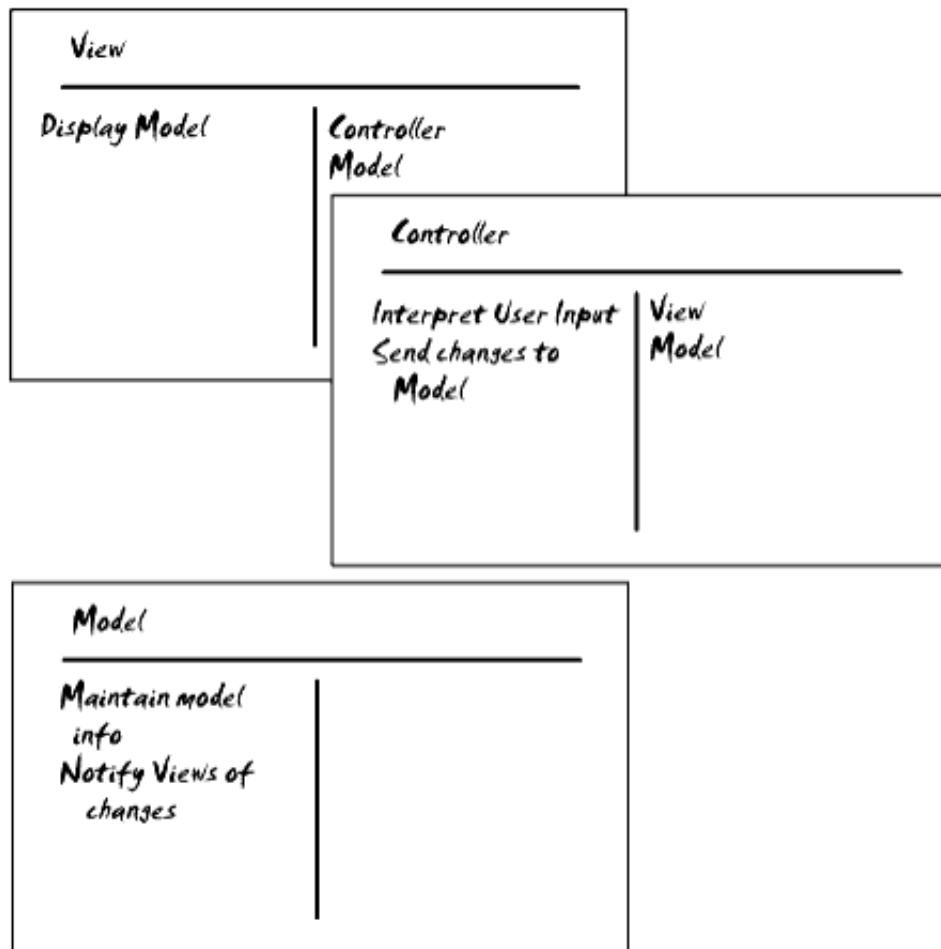 View
Display Model
Controller
Model
Controller
Interpret User Input
Send changes to
Model
View
Model
Model
Maintain model
info
Notify Views of
changes